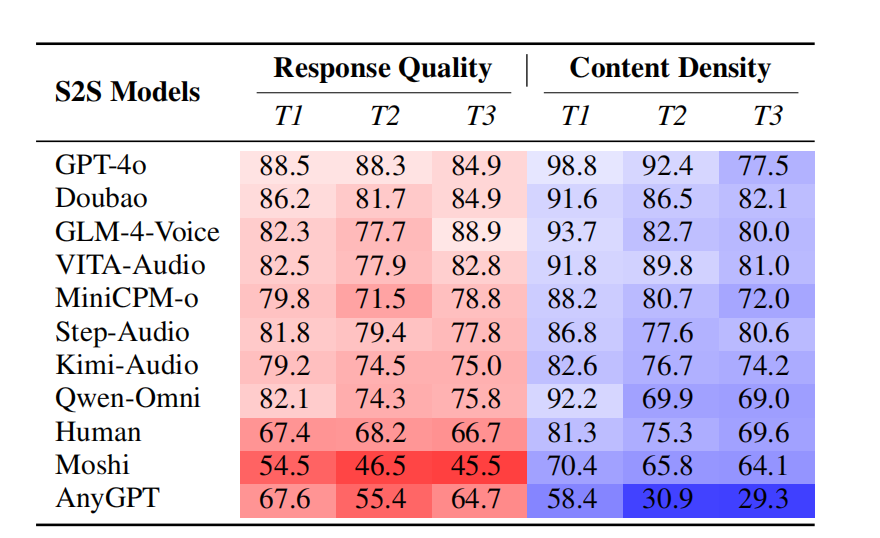 Response Quality | Content Density
S2S Models
T1 T2 T3 T1 T2 T3
GPT-4o 88.5 88.3 84.9 98.8 92.4 77.5
Doubao 86.2 81.7 84.9 91.6 86.5 82.1
GLM-4-Voice 82.3 77.7 88.9 93.7 82.7 80.0
VITA-Audio 82.5 77.9 82.8 91.8 89.8 81.0
MiniCPM-o 79.8 71.5 78.8 88.2 80.7 72.0
Step-Audio 81.8 79.4 77.8 86.8 77.6 80.6
Kimi-Audio 79.2 74.5 75.0 82.6 76.7 74.2
Qwen-Omni 82.1 74.3 75.8 92.2 69.9 69.0
Human 67.4 68.2 66.7 81.3 75.3 69.6
Moshi 54.5 46.5 45.5 70.4 65.8 64.1
AnyGPT 67.6 55.4 64.7 58.4 30.9 29.3